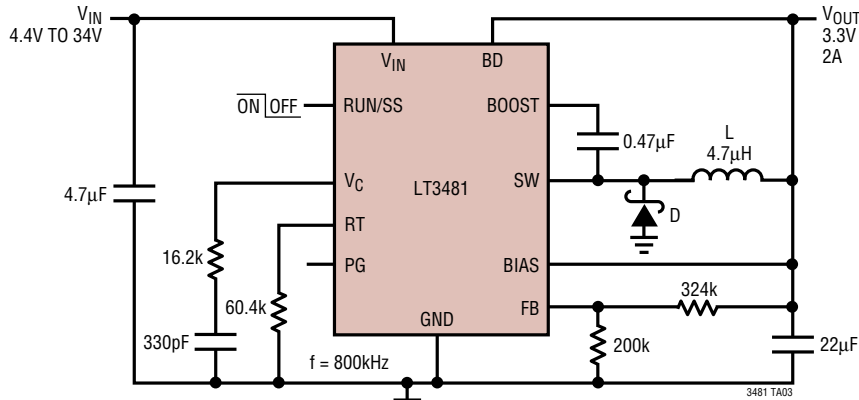 VIN
4.4V TO 34V
VOUT
3.3V
2A
VIN
BD
ON OFF
RUN/SS
BOOST
0.47µF
L
4.7µH
4.7µF
VC
LT3481
SW
D
RT
16.2k
PG
BIAS
324k
60.4k
FB
GND
330pF
f = 800kHz
200k
22µF
3481 TA03